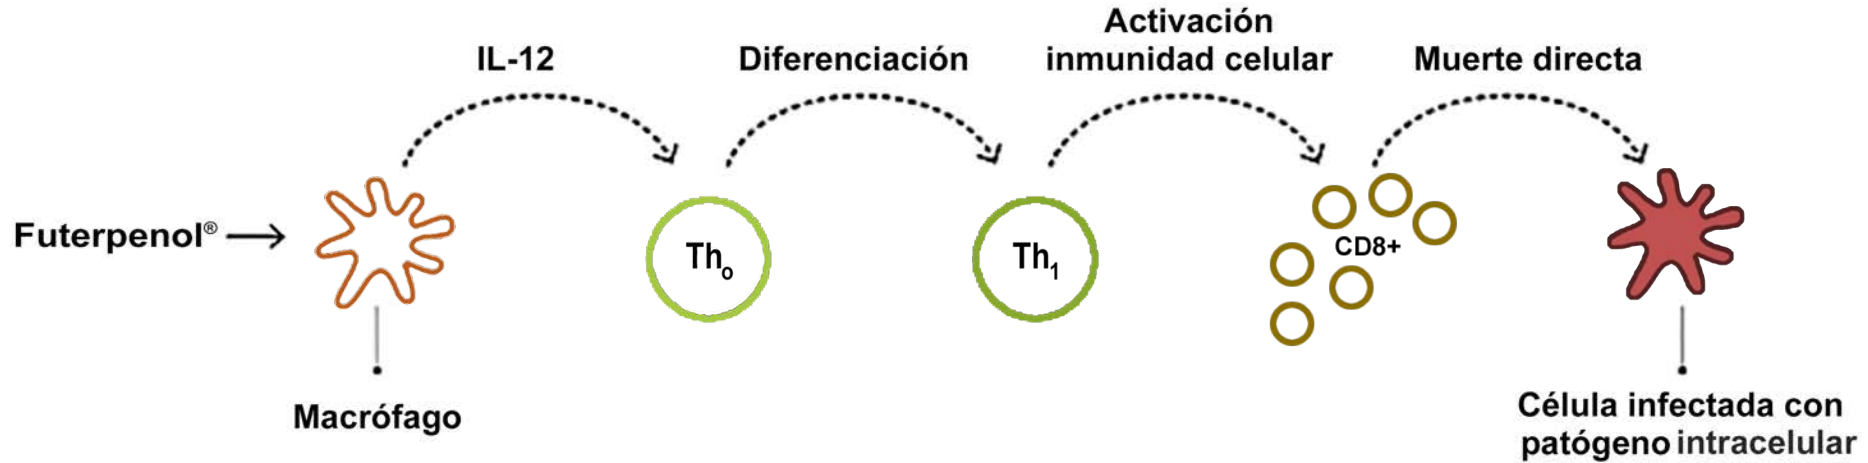 Activación
IL-12
Diferenciación
inmunidad celular
Muerte directa
Futerpenol®
Th₀
Th₁
CD8+
Macrófago
Célula infectada con
patógeno intracelular